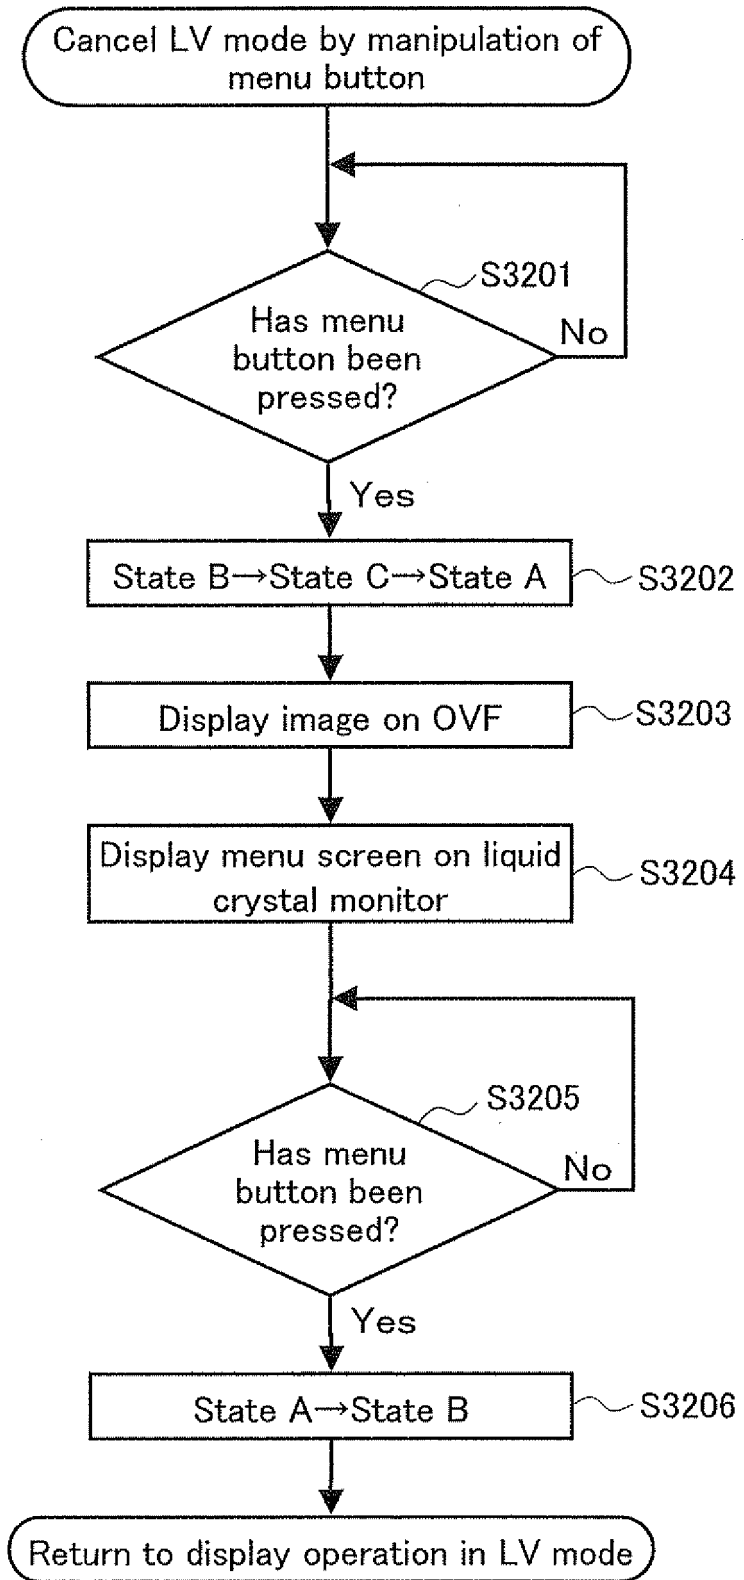 Cancel LV mode by manipulation of
menu button
S3201
Has menu
button been
pressed?
No
Yes
State B→State C→State A
S3202
Display image on OVF
S3203
Display menu screen on liquid
crystal monitor
S3204
S3205
Has menu
button been
pressed?
No
Yes
State A→State B
S3206
Return to display operation in LV mode